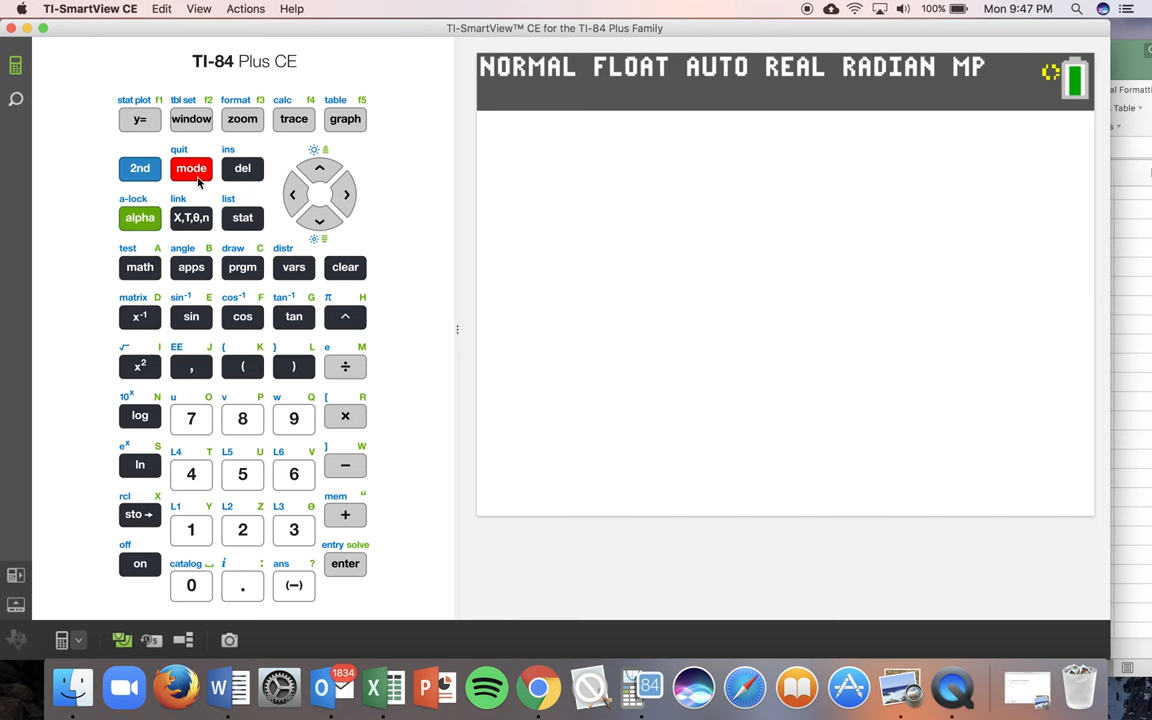 TI-SmartView CE Edit View Actions Help 100% Mon 9:47 PM
TI-SmartView™ CE for the TI-84 Plus Family
TI-84 Plus CE
NORMAL FLOAT AUTO REAL RADIAN MP
stat plot f1 tbl set f2 format f3 calc f4 table f5
y= window zoom trace graph
quit ins
2nd mode del
a-lock link list
alpha X,T,θ,n stat
test A angle B draw C distr
math apps prgm vars clear
matrix D sin⁻¹ E cos⁻¹ F tan⁻¹ G π H
x⁻¹ sin cos tan ^
√ I EE J { K } L e M
x² , ( ) ÷
10ˣ N u O v P w Q [ R
log 7 8 9 ×
eˣ S L4 T L5 U L6 V ] W
ln 4 5 6 −
rcl X L1 Y L2 Z L3 θ mem “
sto→ 1 2 3 +
off catalog i : ans ? entry solve
on 0 . (−) enter
al Formatti
Table
W 1834 O X P 84